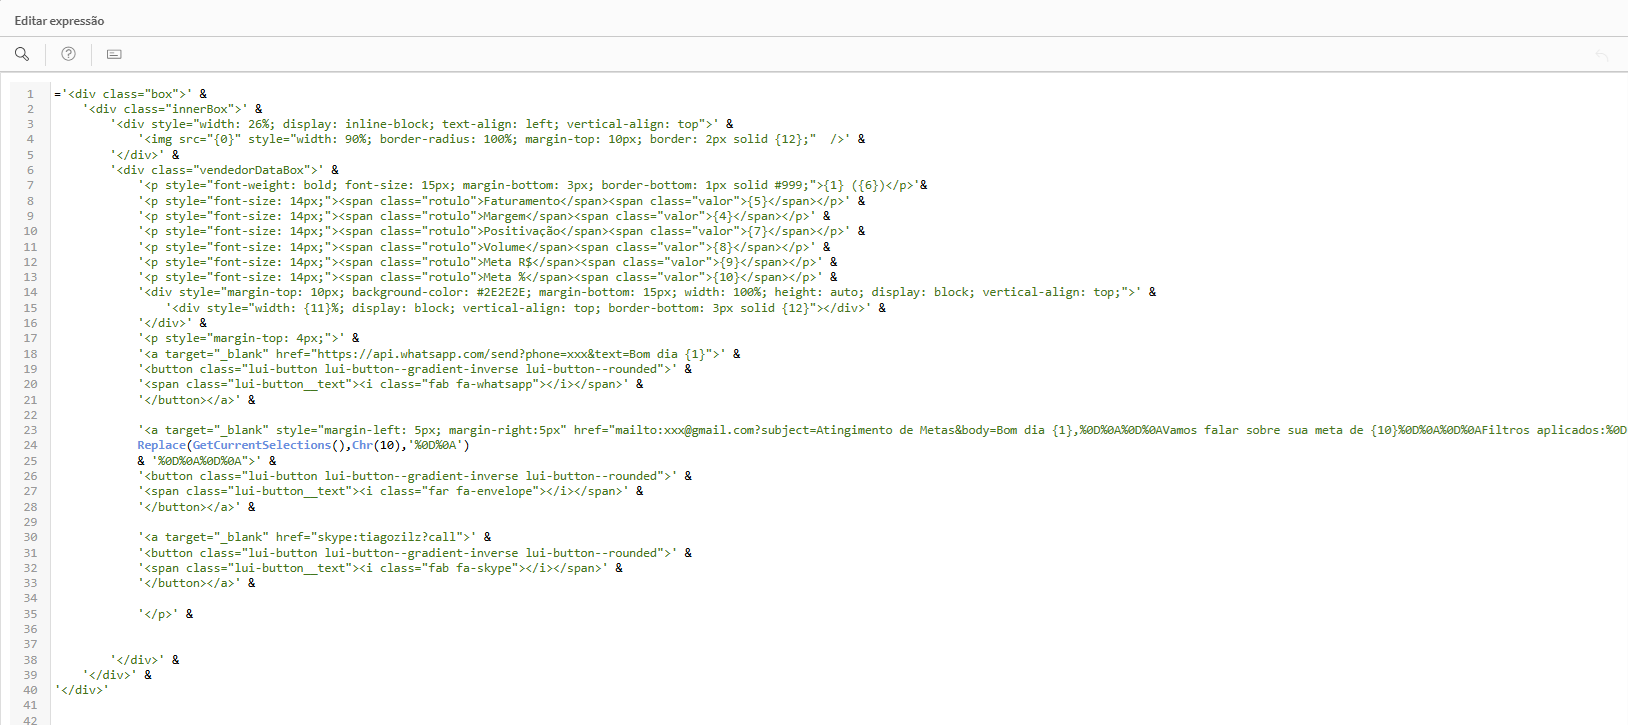 Editar expressão
1 ='<div class="box">' &
2 '<div class="innerBox">' &
3 '<div style="width: 26%; display: inline-block; text-align: left; vertical-align: top">' &
4 '<img src="{0}" style="width: 90%; border-radius: 100%; margin-top: 10px; border: 2px solid {12};"  />' &
5 '</div>' &
6 '<div class="vendedorDataBox">' &
7 '<p style="font-weight: bold; font-size: 15px; margin-bottom: 3px; border-bottom: 1px solid #999;">{1} ({6})</p>'&
8 '<p style="font-size: 14px;"><span class="rotulo">Faturamento</span><span class="valor">{5}</span></p>' &
9 '<p style="font-size: 14px;"><span class="rotulo">Margem</span><span class="valor">{4}</span></p>' &
10 '<p style="font-size: 14px;"><span class="rotulo">Positivação</span><span class="valor">{7}</span></p>' &
11 '<p style="font-size: 14px;"><span class="rotulo">Volume</span><span class="valor">{8}</span></p>' &
12 '<p style="font-size: 14px;"><span class="rotulo">Meta R$</span><span class="valor">{9}</span></p>' &
13 '<p style="font-size: 14px;"><span class="rotulo">Meta %</span><span class="valor">{10}</span></p>' &
14 '<div style="margin-top: 10px; background-color: #2E2E2E; margin-bottom: 15px; width: 100%; height: auto; display: block; vertical-align: top;">' &
15 '<div style="width: {11}%; display: block; vertical-align: top; border-bottom: 3px solid {12}"></div>' &
16 '</div>' &
17 '<p style="margin-top: 4px;">' &
18 '<a target="_blank" href="https://api.whatsapp.com/send?phone=xxx&text=Bom dia {1}">' &
19 '<button class="lui-button lui-button--gradient-inverse lui-button--rounded">' &
20 '<span class="lui-button__text"><i class="fab fa-whatsapp"></i></span>' &
21 '</button></a>' &
22
23 '<a target="_blank" style="margin-left: 5px; margin-right:5px" href="mailto:xxx@gmail.com?subject=Atingimento de Metas&body=Bom dia {1},%0D%0A%0D%0AVamos falar sobre sua meta de {10}%0D%0A%0D%0AFiltros aplicados:%0D
24 Replace(GetCurrentSelections(),Chr(10),'%0D%0A')
25 & '%0D%0A%0D%0A">' &
26 '<button class="lui-button lui-button--gradient-inverse lui-button--rounded">' &
27 '<span class="lui-button__text"><i class="far fa-envelope"></i></span>' &
28 '</button></a>' &
29
30 '<a target="_blank" href="skype:tiagozilz?call">' &
31 '<button class="lui-button lui-button--gradient-inverse lui-button--rounded">' &
32 '<span class="lui-button__text"><i class="fab fa-skype"></i></span>' &
33 '</button></a>' &
34
35 '</p>' &
36
37
38 '</div>' &
39 '</div>' &
40 '</div>'
41
42